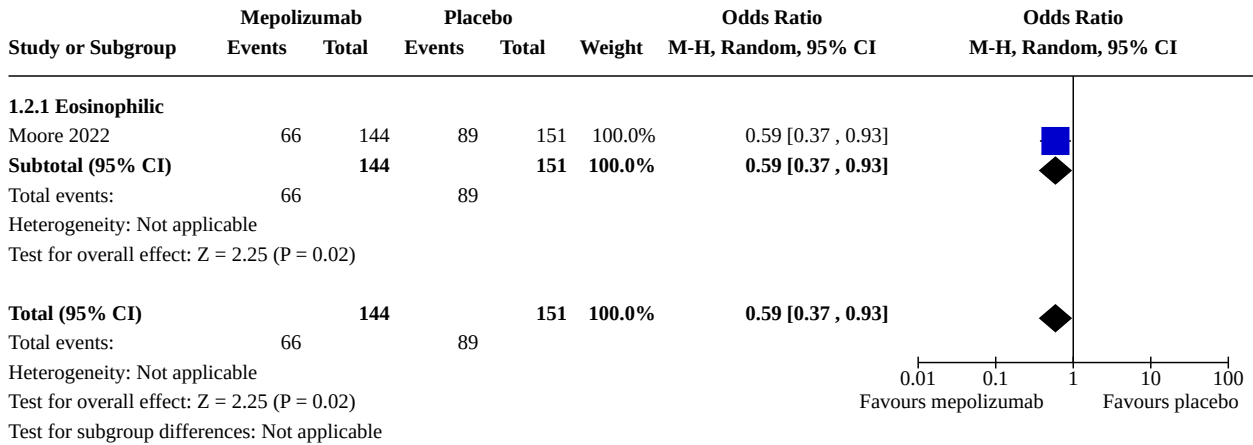 Mepolizumab Placebo Odds Ratio Odds Ratio
Study or Subgroup Events Total Events Total Weight M-H, Random, 95% CI M-H, Random, 95% CI
1.2.1 Eosinophilic
Moore 2022 66 144 89 151 100.0% 0.59 [0.37 , 0.93]
Subtotal (95% CI) 144 151 100.0% 0.59 [0.37 , 0.93]
Total events: 66 89
Heterogeneity: Not applicable
Test for overall effect: Z = 2.25 (P = 0.02)
Total (95% CI) 144 151 100.0% 0.59 [0.37 , 0.93]
Total events: 66 89
Heterogeneity: Not applicable
0.01 0.1 1 10 100
Test for overall effect: Z = 2.25 (P = 0.02)
Favours mepolizumab Favours placebo
Test for subgroup differences: Not applicable